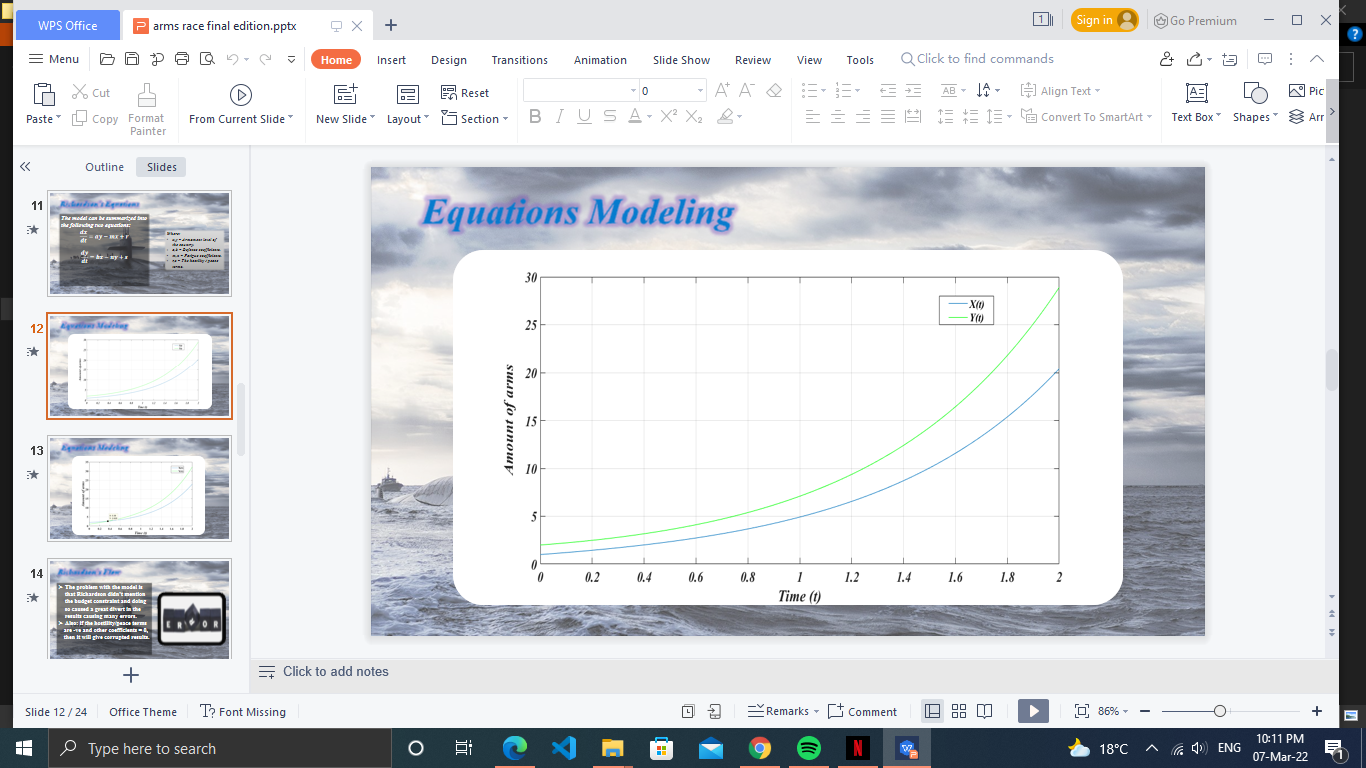 WPS Office
arms race final edition.pptx
1
Sign in
Go Premium
Menu
Home
Insert
Design
Transitions
Animation
Slide Show
Review
View
Tools
Click to find commands
Paste
Cut
Copy
Format
Painter
From Current Slide
New Slide
Layout
Reset
Section
0
B I U S A X² X₂
AB
Align Text
Convert To SmartArt
Text Box
Shapes
Pic
Arr
Outline
Slides
11
Richardson's Equations
The model can be summarized into
the following two equations:
dx/dt = ay − mx + r
dy/dt = bx − ny + s
12
Equations Modeling
13
Equations Modeling
14
Richardson's Flaw
➢ The problem with the model is
that Richardson didn't mention
the budget constraint and doing
so caused a great divert in the
results causing many errors.
➢ Also: if the hostility/peace terms
are -ve and other coefficients = 0,
then it will give corrupted results.
ERROR
Equations Modeling
30
25
20
15
10
5
0
Amount of arms
X(t)
Y(t)
0 0.2 0.4 0.6 0.8 1 1.2 1.4 1.6 1.8 2
Time (t)
Click to add notes
Slide 12 / 24
Office Theme
Font Missing
Remarks
Comment
86%
Type here to search
18°C
ENG
10:11 PM
07-Mar-22
1